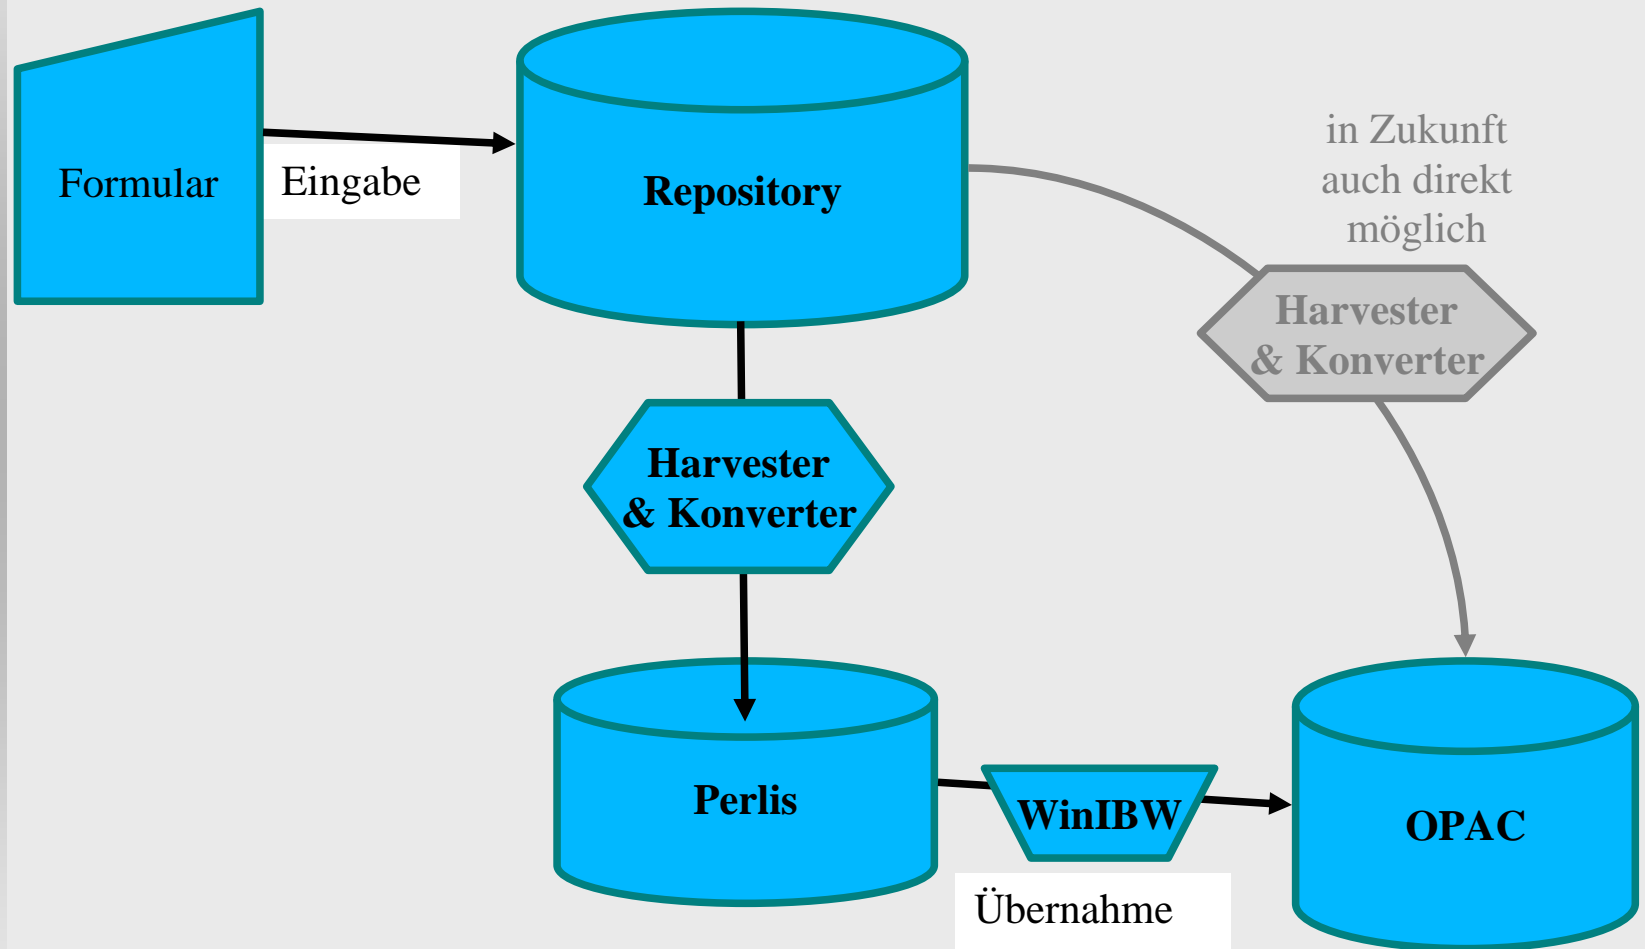 Formular
Eingabe
Repository
in Zukunft
auch direkt
möglich
Harvester
& Konverter
Harvester
& Konverter
Perlis
WinIBW
OPAC
Übernahme